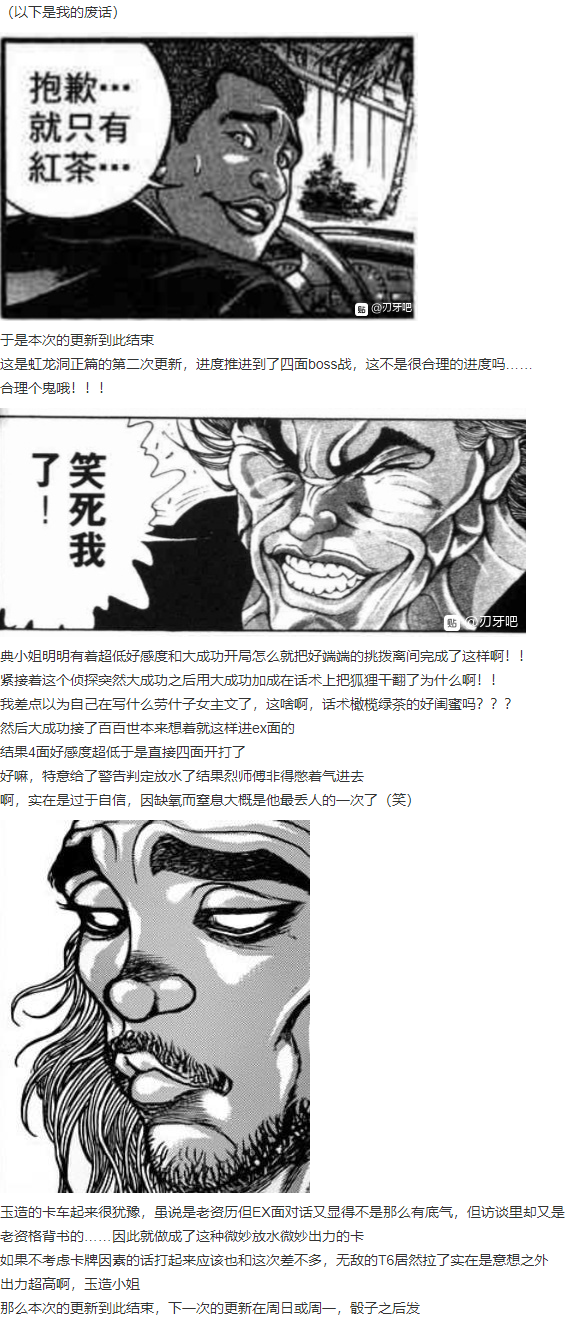 （以下是我的废话）
抱歉…
就只有
紅茶…
贴 @刃牙吧
于是本次的更新到此结束
这是虹龙洞正篇的第二次更新，进度推进到了四面boss战，这不是很合理的进度吗……
合理个鬼哦！！！
笑死我
了！
贴 @刃牙吧
典小姐明明有着超低好感度和大成功开局怎么就把好端端的挑拨离间完成了这样啊！！
紧接着这个侦探突然大成功之后用大成功加成在话术上把狐狸干翻了为什么啊！！
我差点以为自己在写什么劳什子女主文了，这啥啊，话术橄榄绿茶的好闺蜜吗？？？
然后大成功接了百百世本来想着就这样进ex面的
结果4面好感度超低于是直接四面开打了
好嘛，特意给了警告判定放水了结果烈师傅非得憋着气进去
啊，实在是过于自信，因缺氧而窒息大概是他最丢人的一次了（笑）
玉造的卡车起来很犹豫，虽说是老资历但EX面对话又显得不是那么有底气，但访谈里却又是
老资格背书的……因此就做成了这种微妙放水微妙出力的卡
如果不考虑卡牌因素的话打起来应该也和这次差不多，无敌的T6居然拉了实在是意想之外
出力超高啊，玉造小姐
那么本次的更新到此结束，下一次的更新在周日或周一，骰子之后发